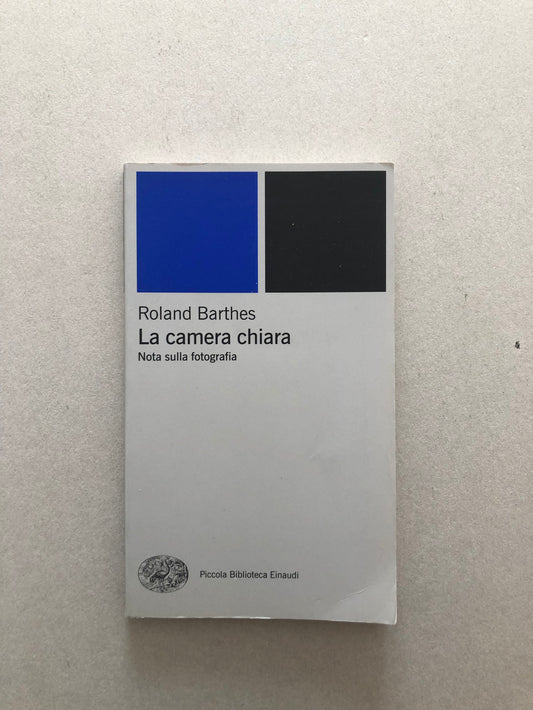 Roland Barthes
La camera chiara
Nota sulla fotografia
Piccola Biblioteca Einaudi